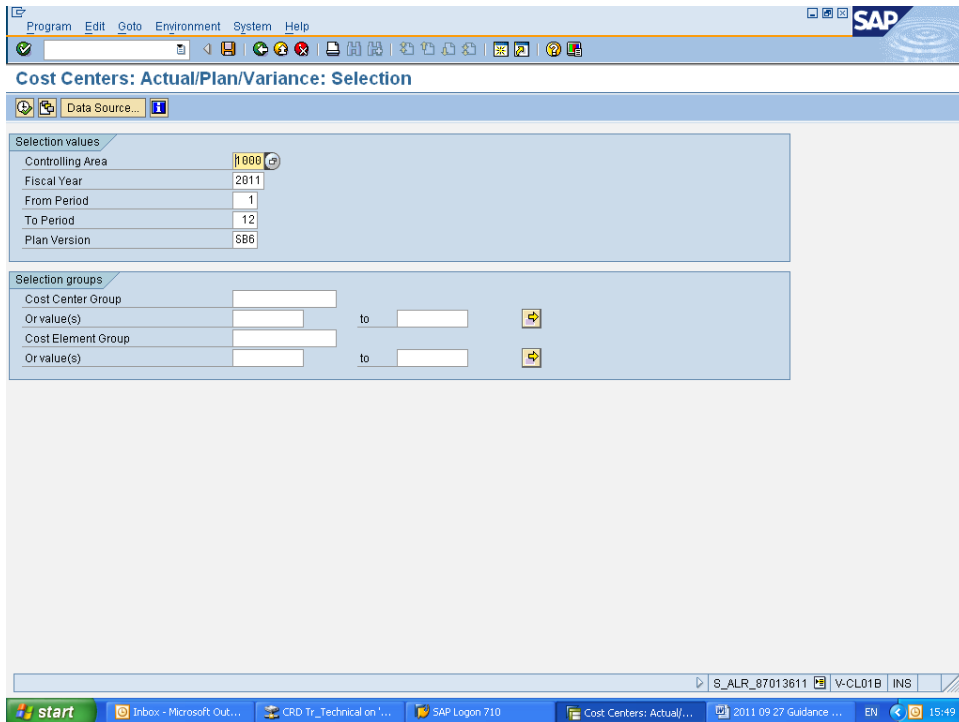 Program Edit Goto Environment System Help
SAP
Cost Centers: Actual/Plan/Variance: Selection
Data Source...
Selection values
Controlling Area 1000
Fiscal Year 2011
From Period 1
To Period 12
Plan Version SB6
Selection groups
Cost Center Group
Or value(s) to
Cost Element Group
Or value(s) to
S_ALR_87013611 V-CL01B INS
start Inbox - Microsoft Out... CRD Tr_Technical on '... SAP Logon 710 Cost Centers: Actual/... 2011 09 27 Guidance ... EN 15:49